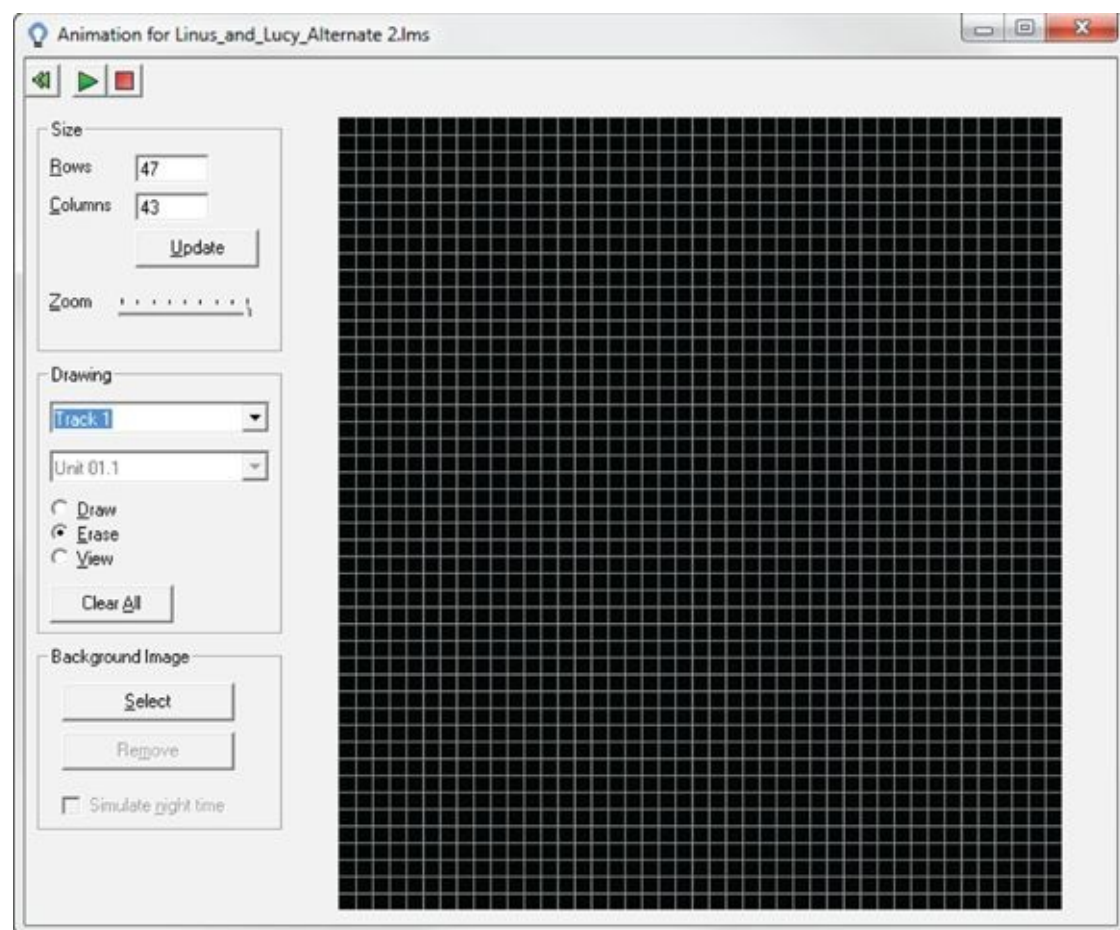 Animation for Linus_and_Lucy_Alternate 2.lms
Size
Rows 47
Columns 43
Update
Zoom
Drawing
Track 1
Unit 01.1
Draw
Erase
View
Clear All
Background Image
Select
Remove
Simulate night time